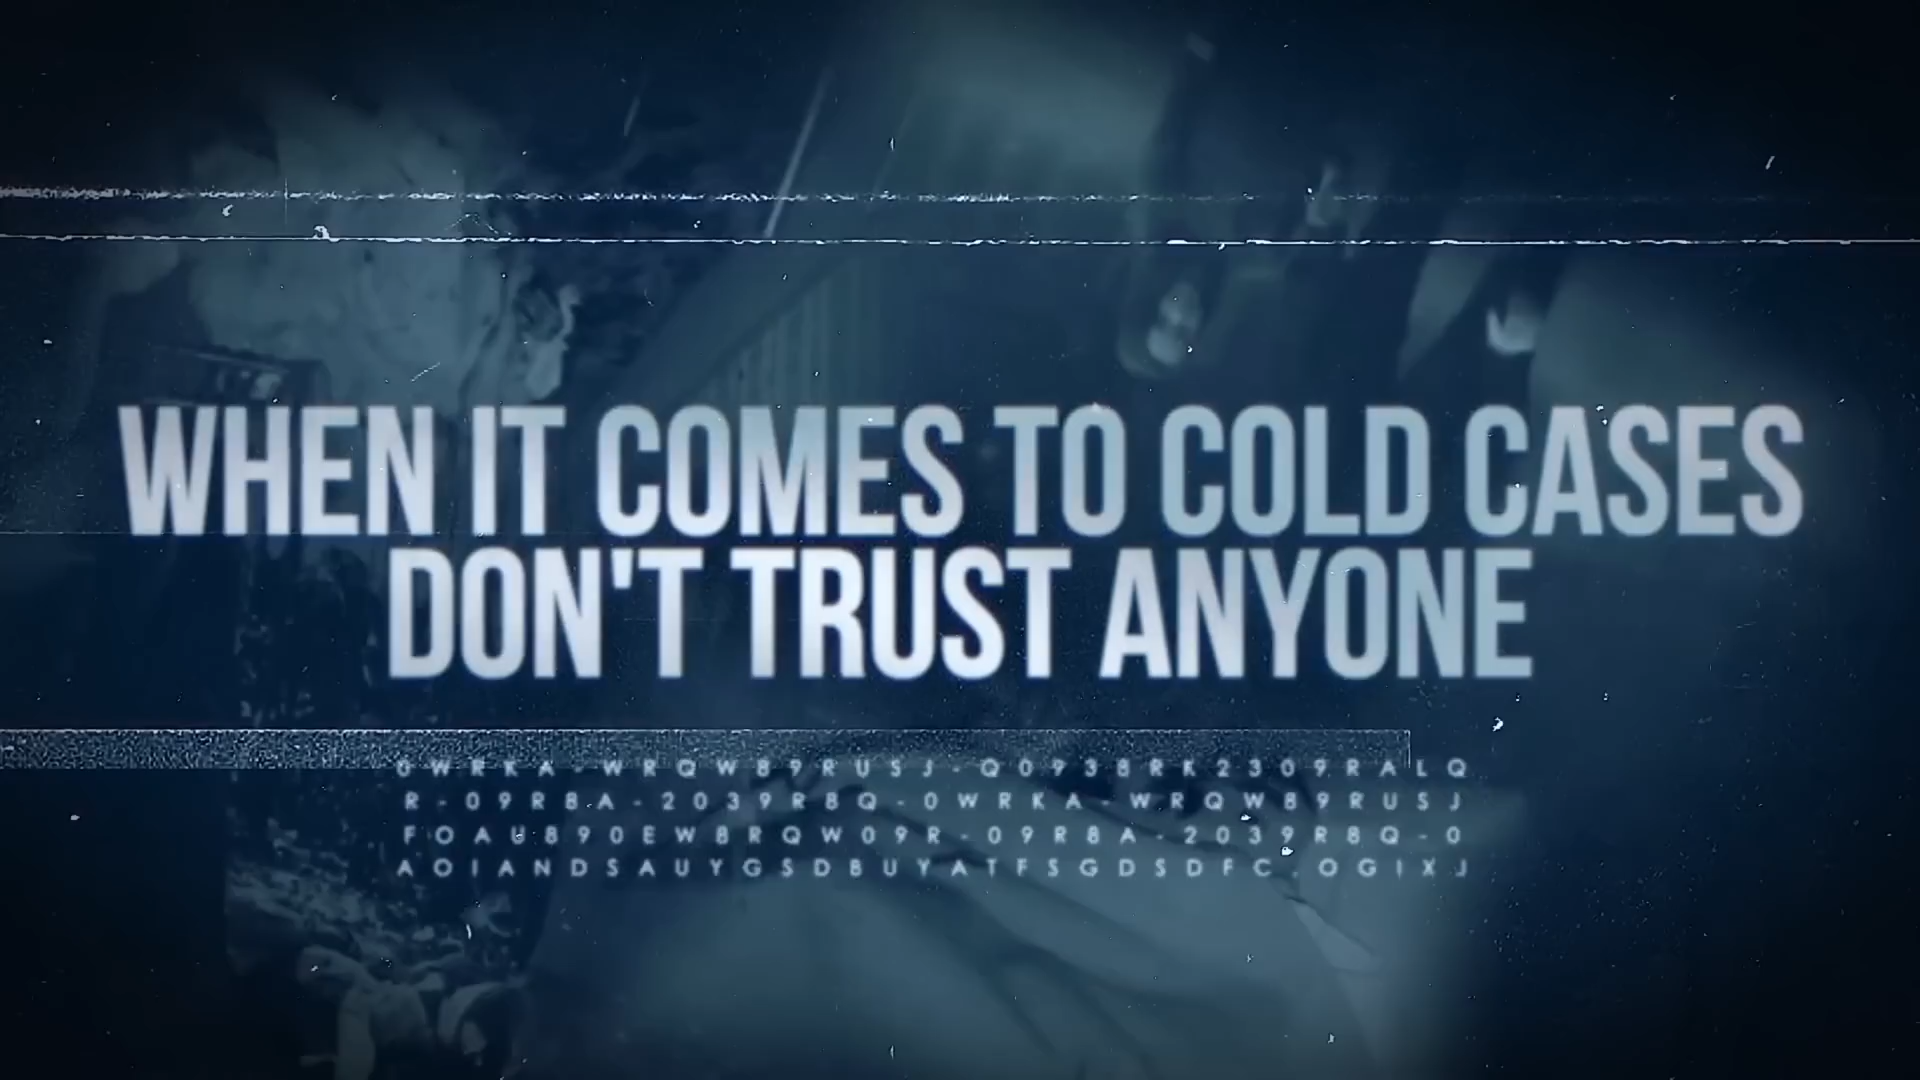 WHEN IT COMES TO COLD CASES
DON'T TRUST ANYONE
0WRKA-WRQW89RUSJ-Q0938RK2309RALQ
R-09R8A-2039R8Q-0WRKA-WRQW89RUSJ
FOAU890EW8RQW09R-09R8A-2039R8Q-0
AOIANDSAUYGSDBUYATFSGDSDFC.OGIXJ